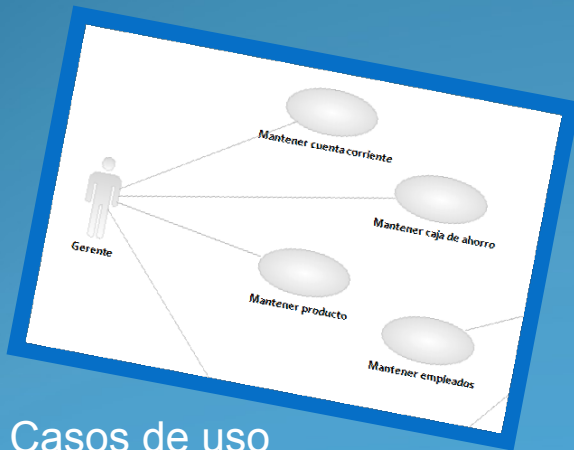 Mantener cuenta corriente
Mantener caja de ahorro
Gerente
Mantener producto
Mantener empleados
Casos de uso